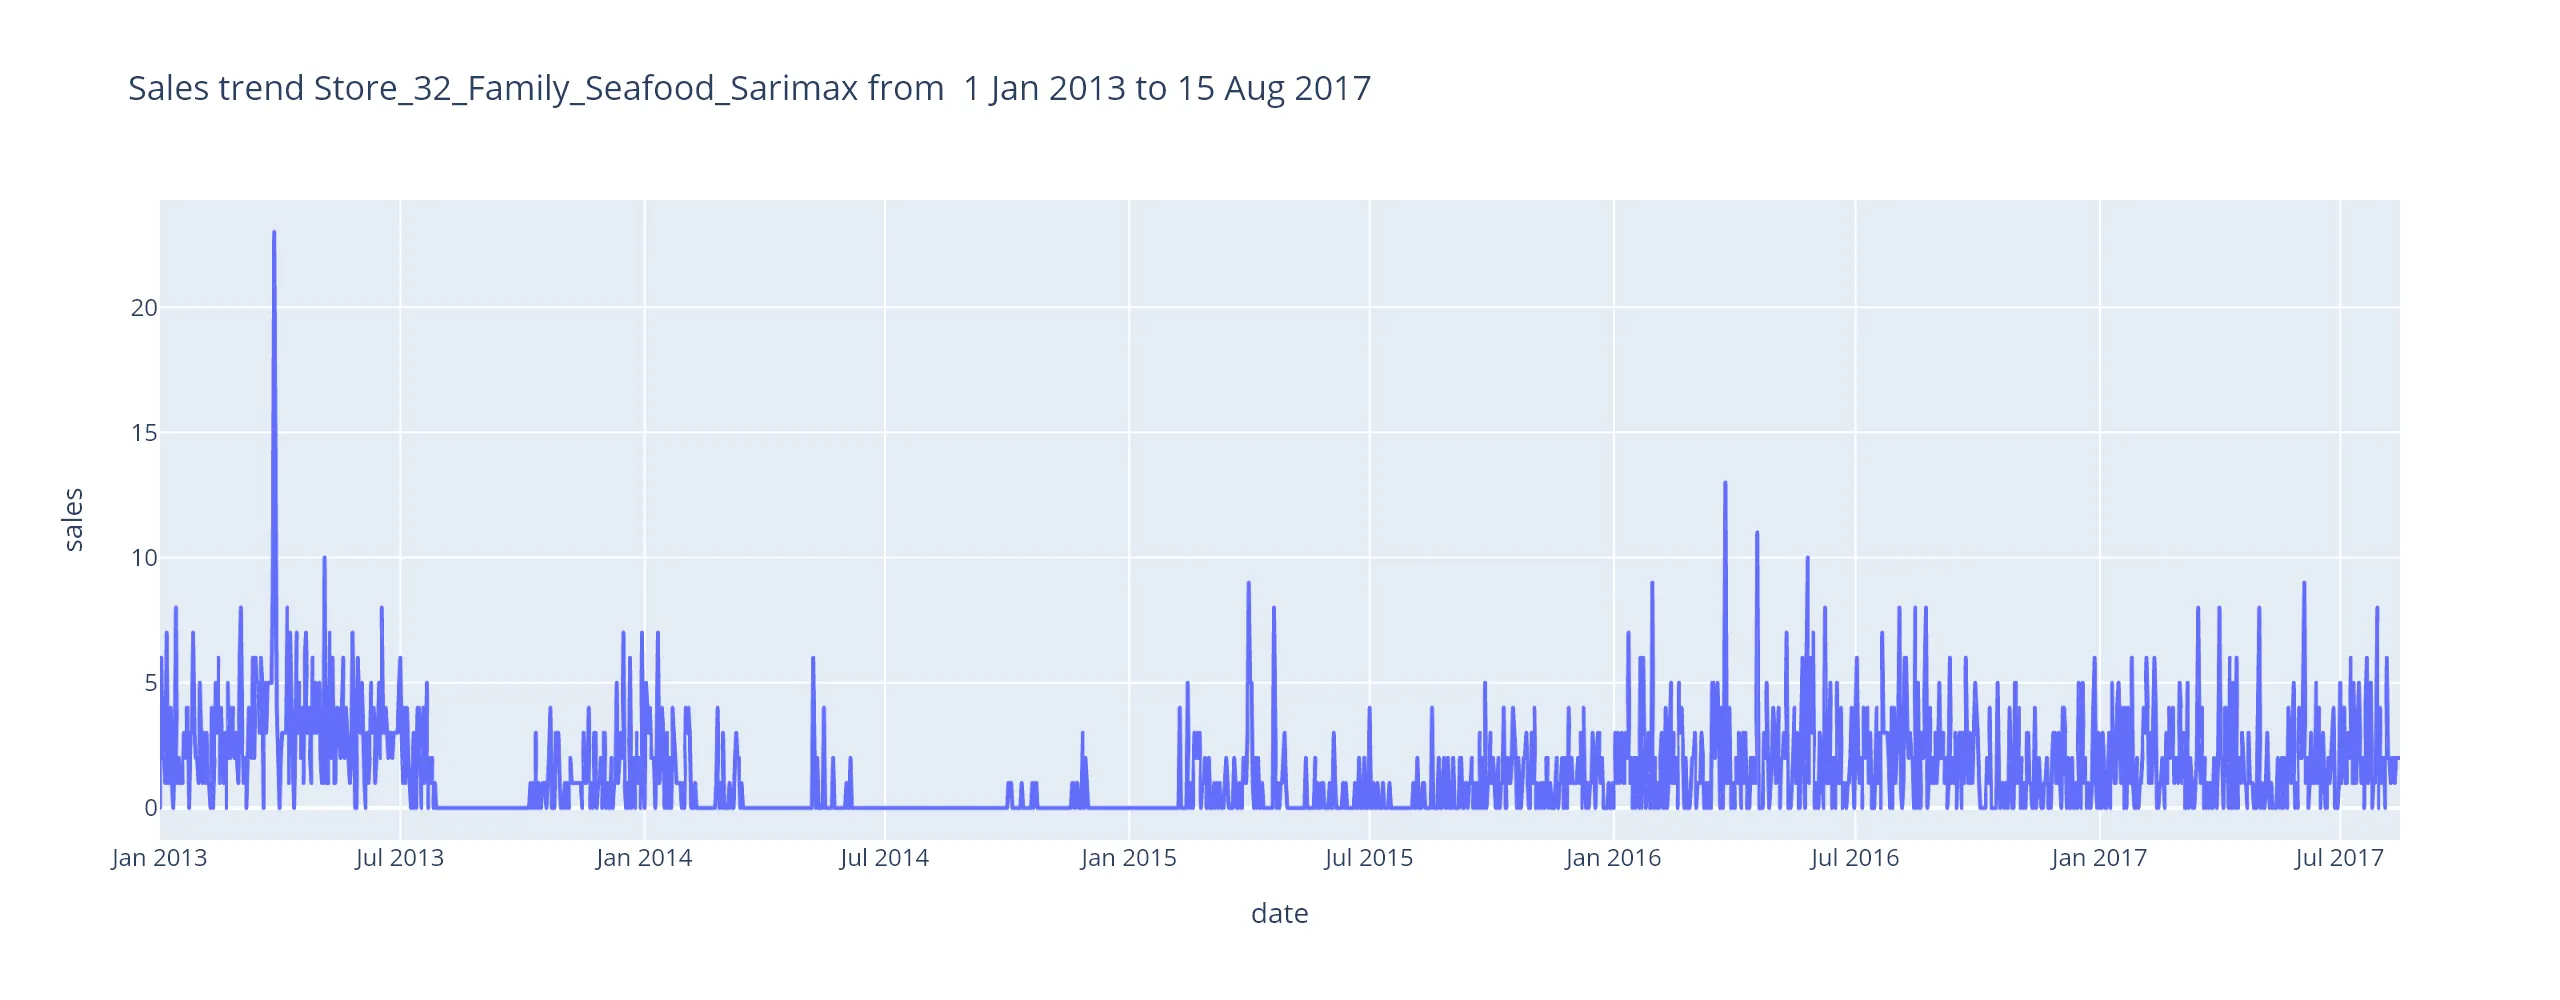 Sales trend Store_32_Family_Seafood_Sarimax from  1 Jan 2013 to 15 Aug 2017
20
15
10
5
0
sales
Jan 2013 Jul 2013 Jan 2014 Jul 2014 Jan 2015 Jul 2015 Jan 2016 Jul 2016 Jan 2017 Jul 2017
date